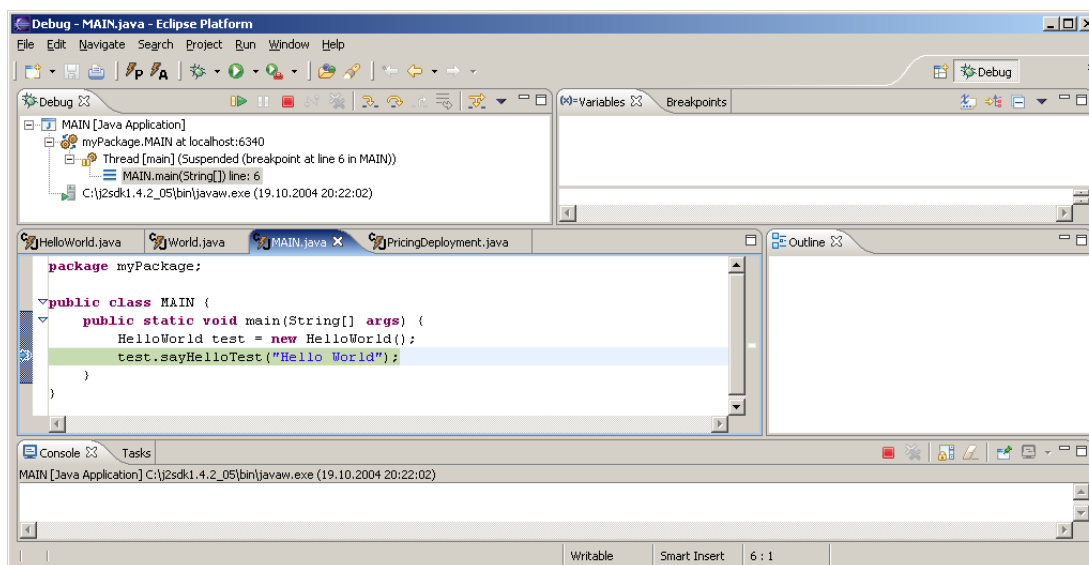 Debug - MAIN.java - Eclipse Platform
File Edit Navigate Search Project Run Window Help
Debug
Debug
MAIN [Java Application]
myPackage.MAIN at localhost:6340
Thread [main] (Suspended (breakpoint at line 6 in MAIN))
MAIN.main(String[]) line: 6
C:\j2sdk1.4.2_05\bin\javaw.exe (19.10.2004 20:22:02)
(x)=Variables Breakpoints
HelloWorld.java World.java MAIN.java PricingDeployment.java
package myPackage;
public class MAIN {
public static void main(String[] args) {
HelloWorld test = new HelloWorld();
test.sayHelloTest("Hello World");
}
}
Outline
Console Tasks
MAIN [Java Application] C:\j2sdk1.4.2_05\bin\javaw.exe (19.10.2004 20:22:02)
Writable Smart Insert 6 : 1